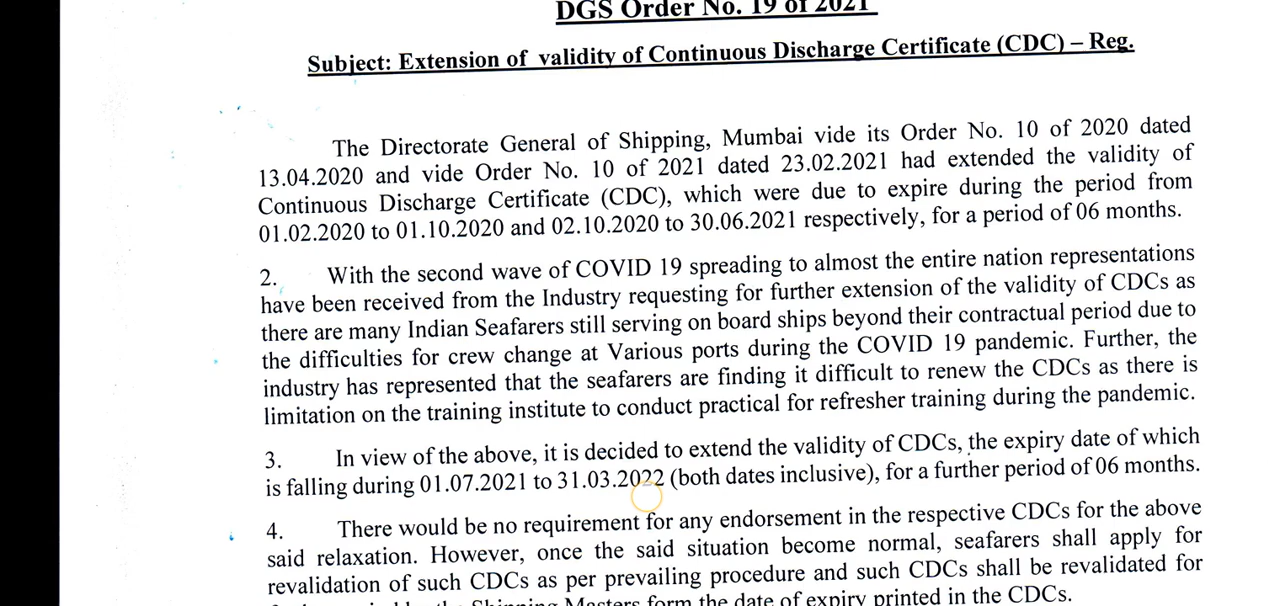 DGS Order No. 19 of 2021
Subject: Extension of validity of Continuous Discharge Certificate (CDC) – Reg.
The Directorate General of Shipping, Mumbai vide its Order No. 10 of 2020 dated
13.04.2020 and vide Order No. 10 of 2021 dated 23.02.2021 had extended the validity of
Continuous Discharge Certificate (CDC), which were due to expire during the period from
01.02.2020 to 01.10.2020 and 02.10.2020 to 30.06.2021 respectively, for a period of 06 months.
2. With the second wave of COVID 19 spreading to almost the entire nation representations
have been received from the Industry requesting for further extension of the validity of CDCs as
there are many Indian Seafarers still serving on board ships beyond their contractual period due to
the difficulties for crew change at Various ports during the COVID 19 pandemic. Further, the
industry has represented that the seafarers are finding it difficult to renew the CDCs as there is
limitation on the training institute to conduct practical for refresher training during the pandemic.
3. In view of the above, it is decided to extend the validity of CDCs, the expiry date of which
is falling during 01.07.2021 to 31.03.2022 (both dates inclusive), for a further period of 06 months.
4. There would be no requirement for any endorsement in the respective CDCs for the above
said relaxation. However, once the said situation become normal, seafarers shall apply for
revalidation of such CDCs as per prevailing procedure and such CDCs shall be revalidated for
by the Shipping Masters form the date of expiry printed in the CDCs.